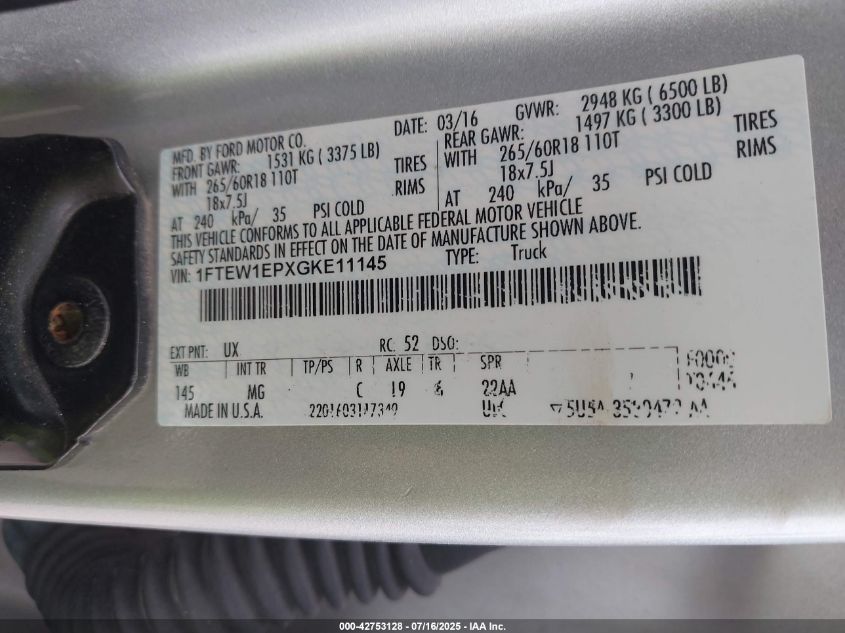 MFD. BY FORD MOTOR CO. DATE: 03/16 GVWR: 2948 KG ( 6500 LB)
FRONT GAWR: 1531 KG ( 3375 LB) REAR GAWR: 1497 KG ( 3300 LB)
WITH 265/60R18 110T TIRES WITH 265/60R18 110T TIRES
18x7.5J RIMS 18x7.5J RIMS
AT 240 kPa/ 35 PSI COLD AT 240 kPa/ 35 PSI COLD
THIS VEHICLE CONFORMS TO ALL APPLICABLE FEDERAL MOTOR VEHICLE
SAFETY STANDARDS IN EFFECT ON THE DATE OF MANUFACTURE SHOWN ABOVE.
VIN: 1FTEW1EPXGKE11145 TYPE: Truck
EXT PNT: UX RC: 52 DSO:
WB INT TR TP/PS R AXLE TR SPR
145 MG C 19 6 22AA
MADE IN U.S.A.
000-42753128 - 07/16/2025 - IAA Inc.